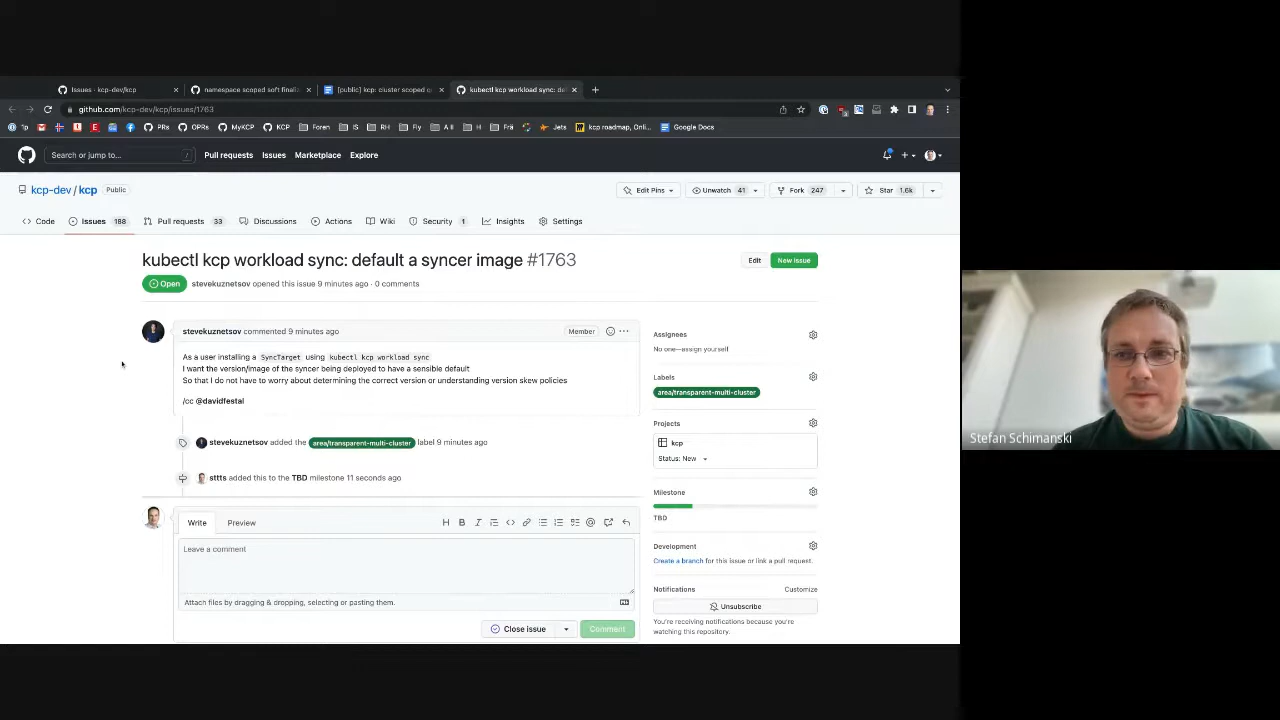 Issues · kcp-dev/kcp
namespace scoped soft finali
[public] kcp: cluster scoped
kubectl kcp workload sync: de
github.com/kcp-dev/kcp/issues/1763
1p
PRs
OPRs
MyKCP
KCP
Foren
IS
RH
Fly
A II
H
Frä
Jets
kcp roadmap, Onl...
Google Docs
Search or jump to...
/
Pull requests
Issues
Marketplace
Explore
kcp-dev / kcp
Public
Edit Pins
Unwatch 41
Fork 247
Star 1.6k
Code
Issues 188
Pull requests 33
Discussions
Actions
Wiki
Security 1
Insights
Settings
kubectl kcp workload sync: default a syncer image #1763
Edit
New issue
Open
stevekuznetsov opened this issue 9 minutes ago · 0 comments
stevekuznetsov commented 9 minutes ago
Member
As a user installing a SyncTarget using kubectl kcp workload sync
I want the version/image of the syncer being deployed to have a sensible default
So that I do not have to worry about determining the correct version or understanding version skew policies
/cc @davidfestal
stevekuznetsov added the area/transparent-multi-cluster label 9 minutes ago
sttts added this to the TBD milestone 11 seconds ago
Write
Preview
Leave a comment
Attach files by dragging & dropping, selecting or pasting them.
Close issue
Comment
Assignees
No one—assign yourself
Labels
area/transparent-multi-cluster
Projects
kcp
Status: New
Milestone
TBD
Development
Create a branch for this issue or link a pull request.
Notifications
Customize
Unsubscribe
You're receiving notifications because you're
watching this repository.
Stefan Schimanski